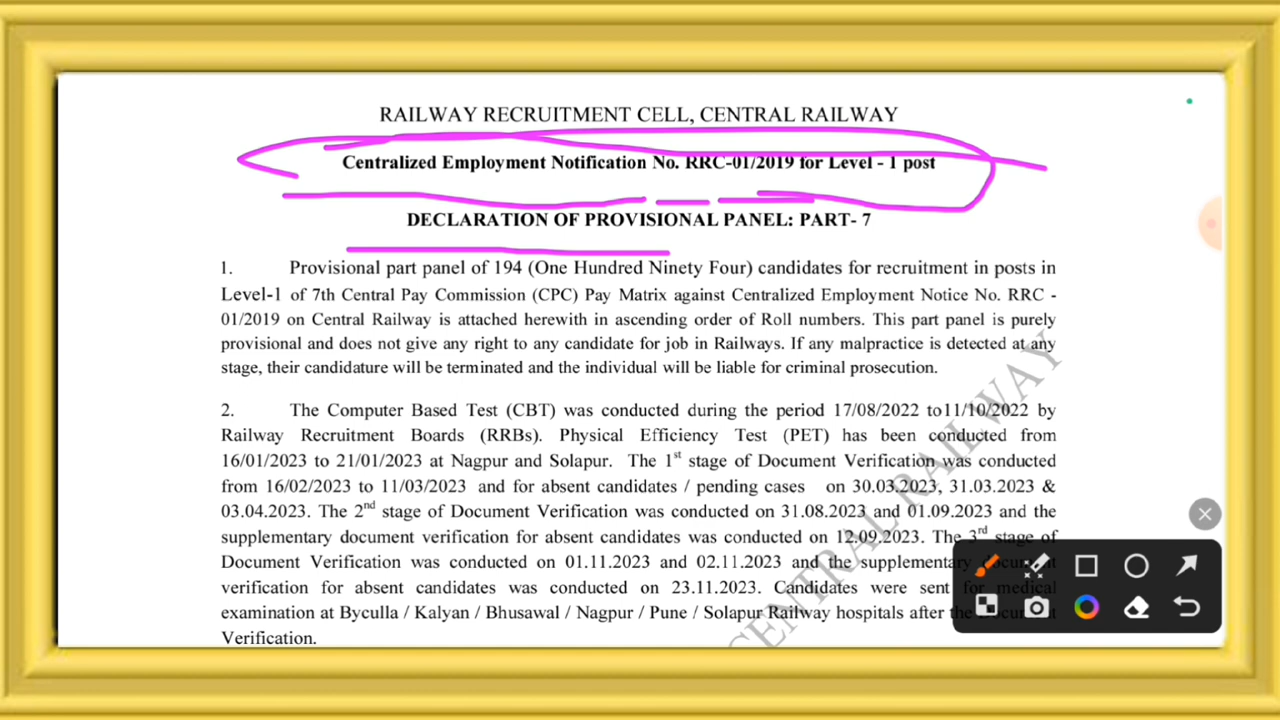 RAILWAY RECRUITMENT CELL, CENTRAL RAILWAY
Centralized Employment Notification No. RRC-01/2019 for Level - 1 post
DECLARATION OF PROVISIONAL PANEL: PART- 7
1. Provisional part panel of 194 (One Hundred Ninety Four) candidates for recruitment in posts in
Level-1 of 7th Central Pay Commission (CPC) Pay Matrix against Centralized Employment Notice No. RRC -
01/2019 on Central Railway is attached herewith in ascending order of Roll numbers. This part panel is purely
provisional and does not give any right to any candidate for job in Railways. If any malpractice is detected at any
stage, their candidature will be terminated and the individual will be liable for criminal prosecution.
2. The Computer Based Test (CBT) was conducted during the period 17/08/2022 to11/10/2022 by
Railway Recruitment Boards (RRBs). Physical Efficiency Test (PET) has been conducted from
16/01/2023 to 21/01/2023 at Nagpur and Solapur. The 1st stage of Document Verification was conducted
from 16/02/2023 to 11/03/2023 and for absent candidates / pending cases on 30.03.2023, 31.03.2023 &
03.04.2023. The 2nd stage of Document Verification was conducted on 31.08.2023 and 01.09.2023 and the
supplementary document verification for absent candidates was conducted on 12.09.2023. The 3rd stage of
Document Verification was conducted on 01.11.2023 and 02.11.2023 and the supplementary document
verification for absent candidates was conducted on 23.11.2023. Candidates were sent for medical
examination at Byculla / Kalyan / Bhusawal / Nagpur / Pune / Solapur Railway hospitals after the Document
Verification.
CENTRAL RAILWAY